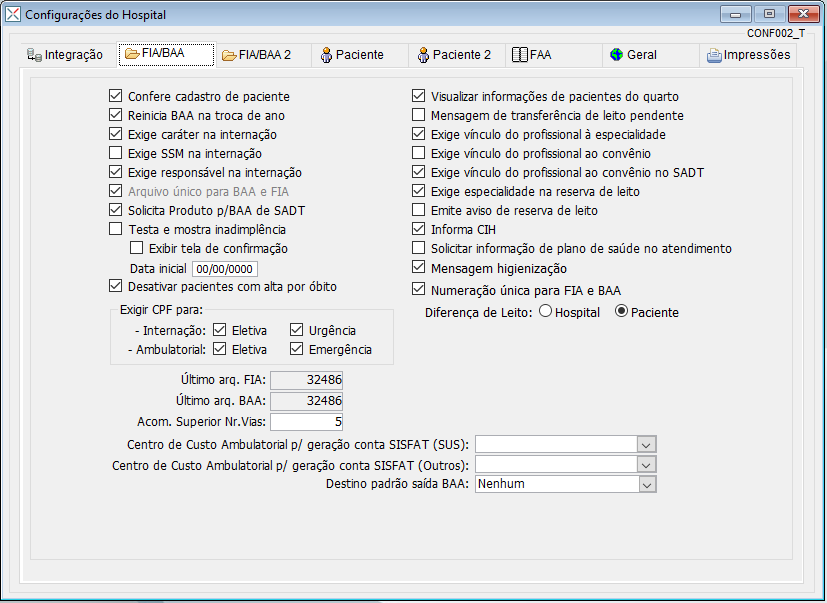 Configurações do Hospital
CONF002_T
Integração
FIA/BAA
FIA/BAA 2
Paciente
Paciente 2
FAA
Geral
Impressões
Confere cadastro de paciente
Reinicia BAA na troca de ano
Exige caráter na internação
Exige SSM na internação
Exige responsável na internação
Arquivo único para BAA e FIA
Solicita Produto p/BAA de SADT
Testa e mostra inadimplência
Exibir tela de confirmação
Data inicial 00/00/0000
Desativar pacientes com alta por óbito
Exigir CPF para:
- Internação: Eletiva Urgência
- Ambulatorial: Eletiva Emergência
Visualizar informações de pacientes do quarto
Mensagem de transferência de leito pendente
Exige vínculo do profissional à especialidade
Exige vínculo do profissional ao convênio
Exige vínculo do profissional ao convênio no SADT
Exige especialidade na reserva de leito
Emite aviso de reserva de leito
Informa CIH
Solicitar informação de plano de saúde no atendimento
Mensagem higienização
Numeração única para FIA e BAA
Diferença de Leito: Hospital Paciente
Último arq. FIA: 32486
Último arq. BAA: 32486
Acom. Superior Nr.Vias: 5
Centro de Custo Ambulatorial p/ geração conta SISFAT (SUS):
Centro de Custo Ambulatorial p/ geração conta SISFAT (Outros):
Destino padrão saída BAA: Nenhum